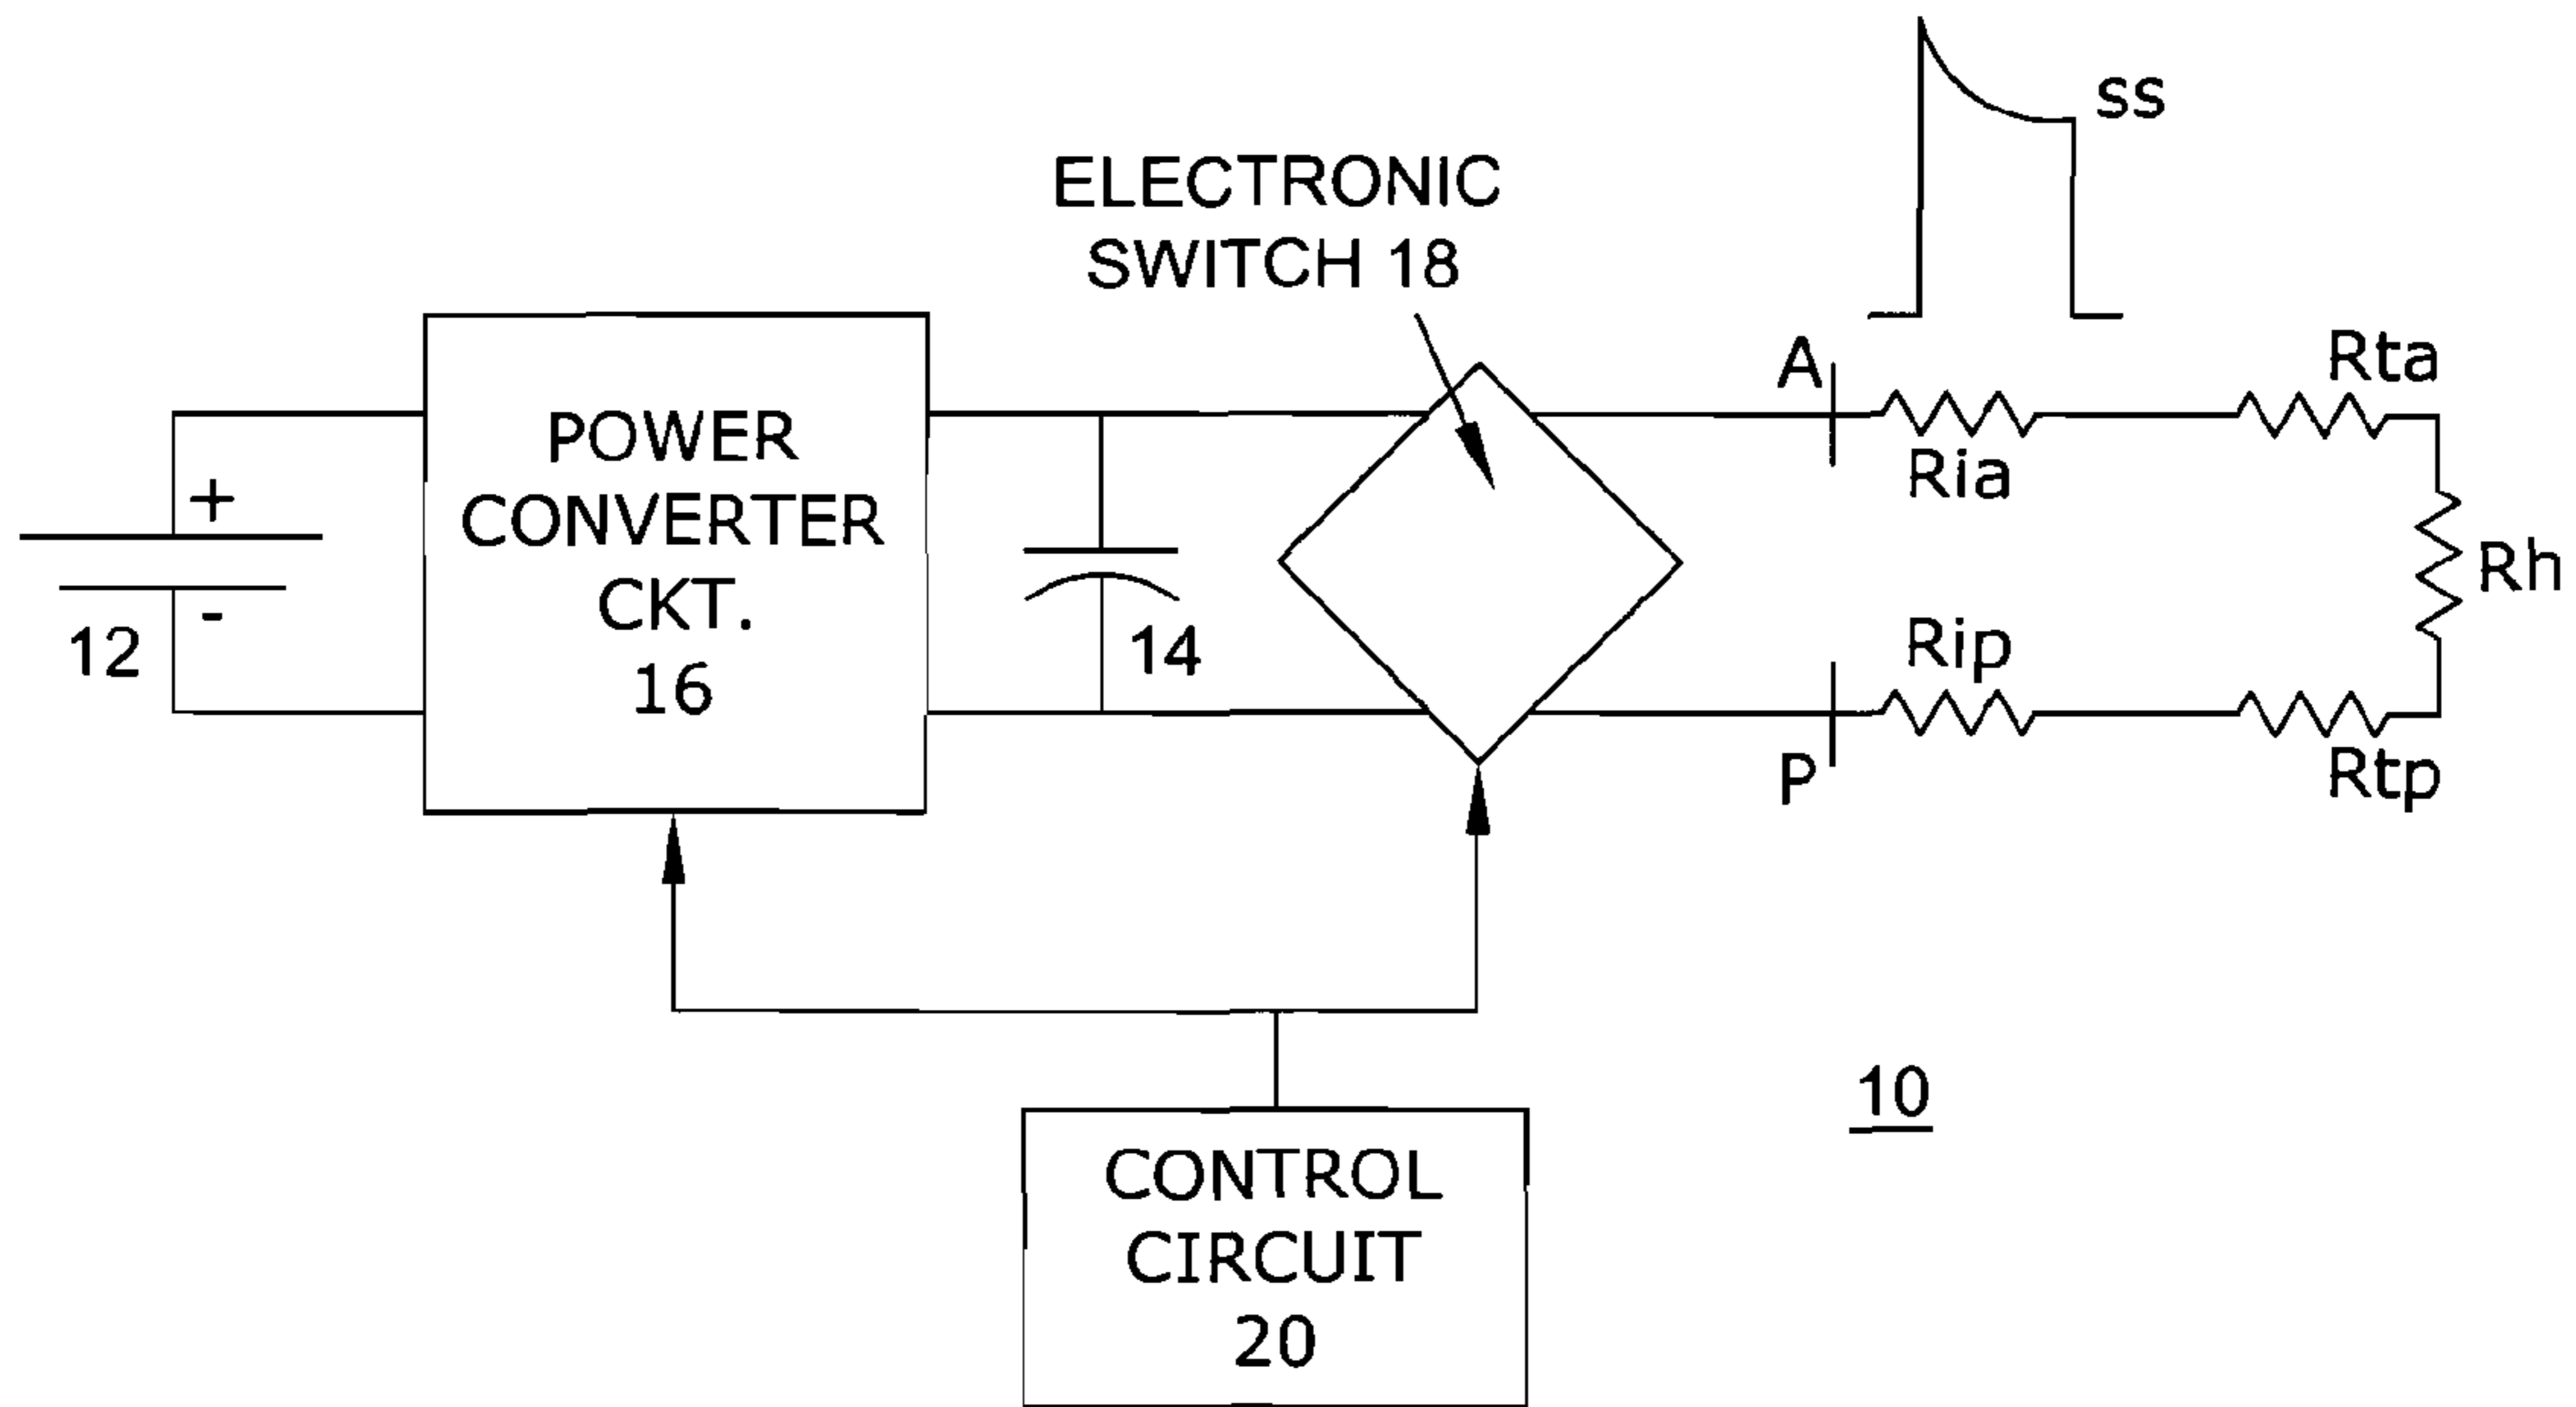 ss
ELECTRONIC
SWITCH 18
A
Rta
Ria
POWER
CONVERTER
CKT.
16
+
-
12
14
Rh
Rip
P
Rtp
10
CONTROL
CIRCUIT
20